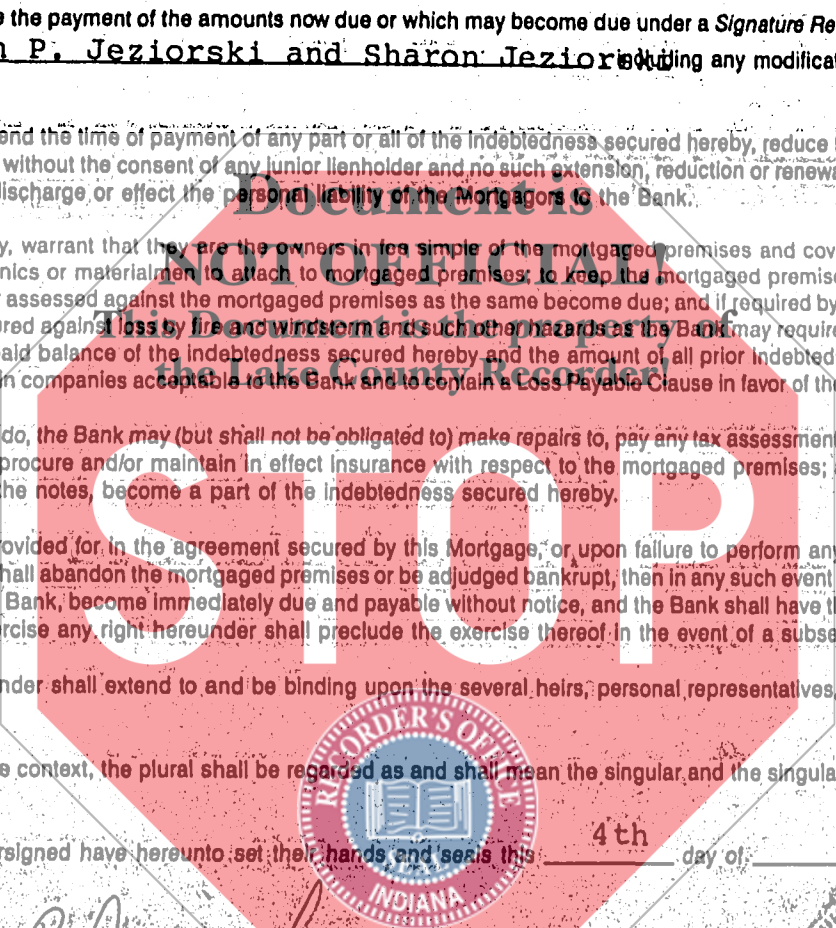 the payment of the amounts now due or which may become due under a Signature Re
P. Jeziorski and Sharon Jeziorski including any modifica
end the time of payment of any part or all of the indebtedness secured hereby, reduce
without the consent of any junior lienholder and no such extension, reduction or renewa
discharge or effect the personal liability of the Mortgagors to the Bank.
Document is
y, warrant that they are the owners in fee simple of the mortgaged premises and cov
NOT OFFICIAL!
nics or materialmen to attach to mortgaged premises; to keep the mortgaged premise
assessed against the mortgaged premises as the same become due; and if required by
This Document is the property of
red against loss by fire and windstorm and such other hazards as the Bank may require
aid balance of the indebtedness secured hereby and the amount of all prior indebted
the Lake County Recorder!
in companies acceptable to the Bank and to contain a Loss Payable Clause in favor of the
do, the Bank may (but shall not be obligated to) make repairs to, pay any tax assessmen
procure and/or maintain in effect insurance with respect to the mortgaged premises;
he notes, become a part of the indebtedness secured hereby.
STOP
ovided for in the agreement secured by this Mortgage, or upon failure to perform any
hall abandon the mortgaged premises or be adjudged bankrupt, then in any such event
Bank, become immediately due and payable without notice, and the Bank shall have t
rcise any right hereunder shall preclude the exercise thereof in the event of a subse
nder shall extend to and be binding upon the several heirs, personal representatives,
RECORDER'S OFFICE
e context, the plural shall be regarded as and shall mean the singular and the singula
4th
rsigned have hereunto set their hands and seals this day of
INDIANA